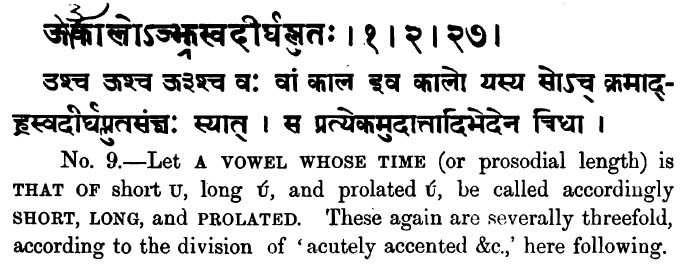 ऊकालोऽज्झ्रस्वदीर्घप्लुतः । १ । २ । २७ ।
उश्च ऊश्च ऊ३श्च वः वां काल इव कालो यस्य सोऽच् क्रमाद्-
ह्रस्वदीर्घप्लुतसंज्ञः स्यात् । स प्रत्येकमुदात्तादिभेदेन त्रिधा ।
No. 9.—Let A VOWEL WHOSE TIME (or prosodial length) is
THAT OF short U, long ú, and prolated ú, be called accordingly
SHORT, LONG, and PROLATED. These again are severally threefold,
according to the division of ‘acutely accented &c.,’ here following.